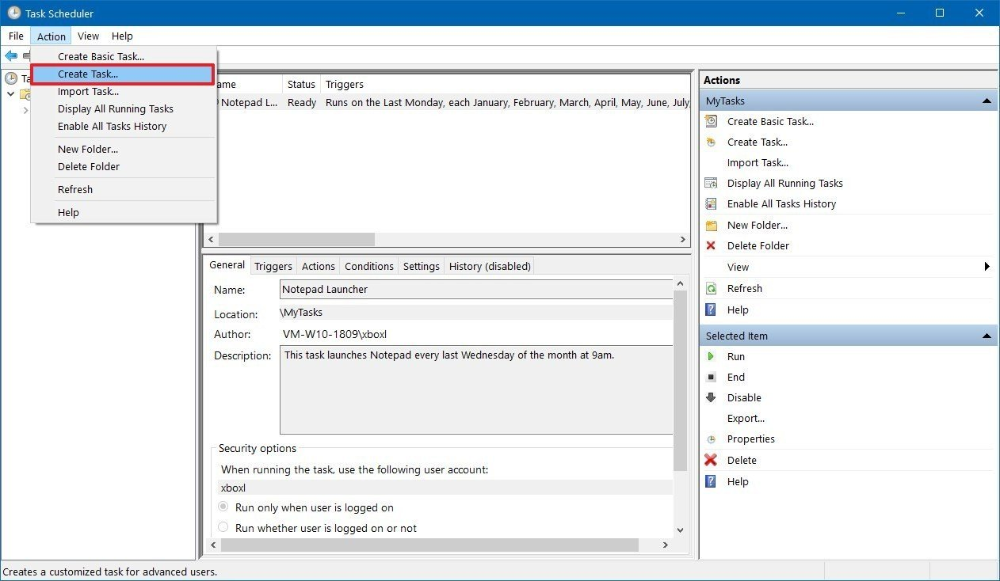 Task Scheduler
File Action View Help
Create Basic Task...
Create Task...
Import Task...
Display All Running Tasks
Enable All Tasks History
New Folder...
Delete Folder
Refresh
Help
Status Triggers
Notepad L... Ready Runs on the Last Monday, each January, February, March, April, May, June, July,
General Triggers Actions Conditions Settings History (disabled)
Name: Notepad Launcher
Location: \MyTasks
Author: VM-W10-1809\xboxl
Description: This task launches Notepad every last Wednesday of the month at 9am.
Security options
When running the task, use the following user account:
xboxl
Run only when user is logged on
Run whether user is logged on or not
Actions
MyTasks
Create Basic Task...
Create Task...
Import Task...
Display All Running Tasks
Enable All Tasks History
New Folder...
Delete Folder
View
Refresh
Help
Selected Item
Run
End
Disable
Export...
Properties
Delete
Help
Creates a customized task for advanced users.